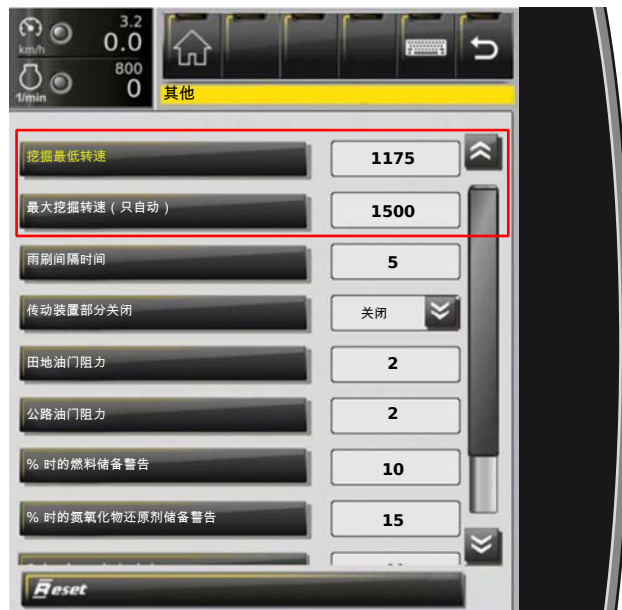 3.2
km/h 0.0
800
1/min 0
其他
挖掘最低转速 1175
最大挖掘转速（只自动） 1500
雨刷间隔时间 5
传动装置部分关闭 关闭
田地油门阻力 2
公路油门阻力 2
% 时的燃料储备警告 10
% 时的氮氧化物还原剂储备警告 15
Reset